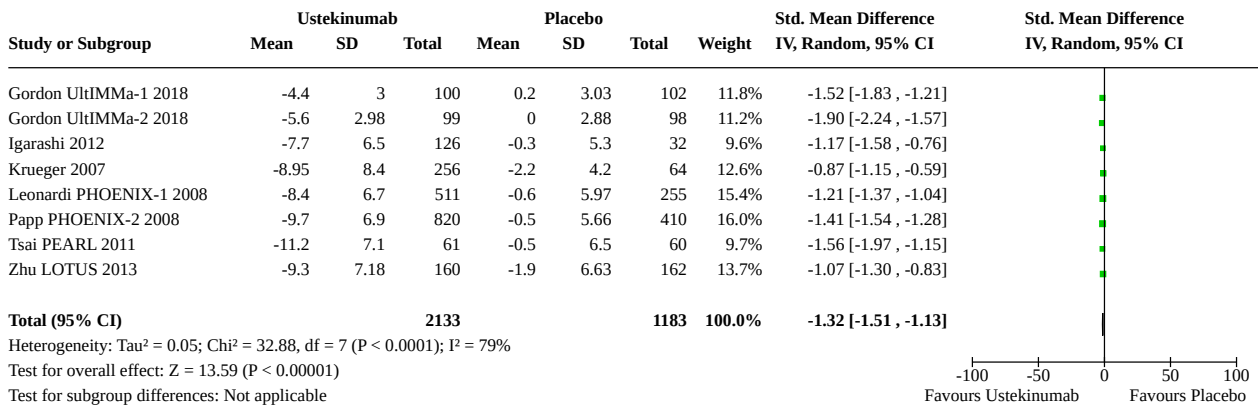 Ustekinumab Placebo Std. Mean Difference Std. Mean Difference
Study or Subgroup Mean SD Total Mean SD Total Weight IV, Random, 95% CI IV, Random, 95% CI
Gordon UltIMMa-1 2018 -4.4 3 100 0.2 3.03 102 11.8% -1.52 [-1.83 , -1.21]
Gordon UltIMMa-2 2018 -5.6 2.98 99 0 2.88 98 11.2% -1.90 [-2.24 , -1.57]
Igarashi 2012 -7.7 6.5 126 -0.3 5.3 32 9.6% -1.17 [-1.58 , -0.76]
Krueger 2007 -8.95 8.4 256 -2.2 4.2 64 12.6% -0.87 [-1.15 , -0.59]
Leonardi PHOENIX-1 2008 -8.4 6.7 511 -0.6 5.97 255 15.4% -1.21 [-1.37 , -1.04]
Papp PHOENIX-2 2008 -9.7 6.9 820 -0.5 5.66 410 16.0% -1.41 [-1.54 , -1.28]
Tsai PEARL 2011 -11.2 7.1 61 -0.5 6.5 60 9.7% -1.56 [-1.97 , -1.15]
Zhu LOTUS 2013 -9.3 7.18 160 -1.9 6.63 162 13.7% -1.07 [-1.30 , -0.83]
Total (95% CI) 2133 1183 100.0% -1.32 [-1.51 , -1.13]
Heterogeneity: Tau² = 0.05; Chi² = 32.88, df = 7 (P < 0.0001); I² = 79%
Test for overall effect: Z = 13.59 (P < 0.00001)
-100 -50 0 50 100
Test for subgroup differences: Not applicable
Favours Ustekinumab Favours Placebo